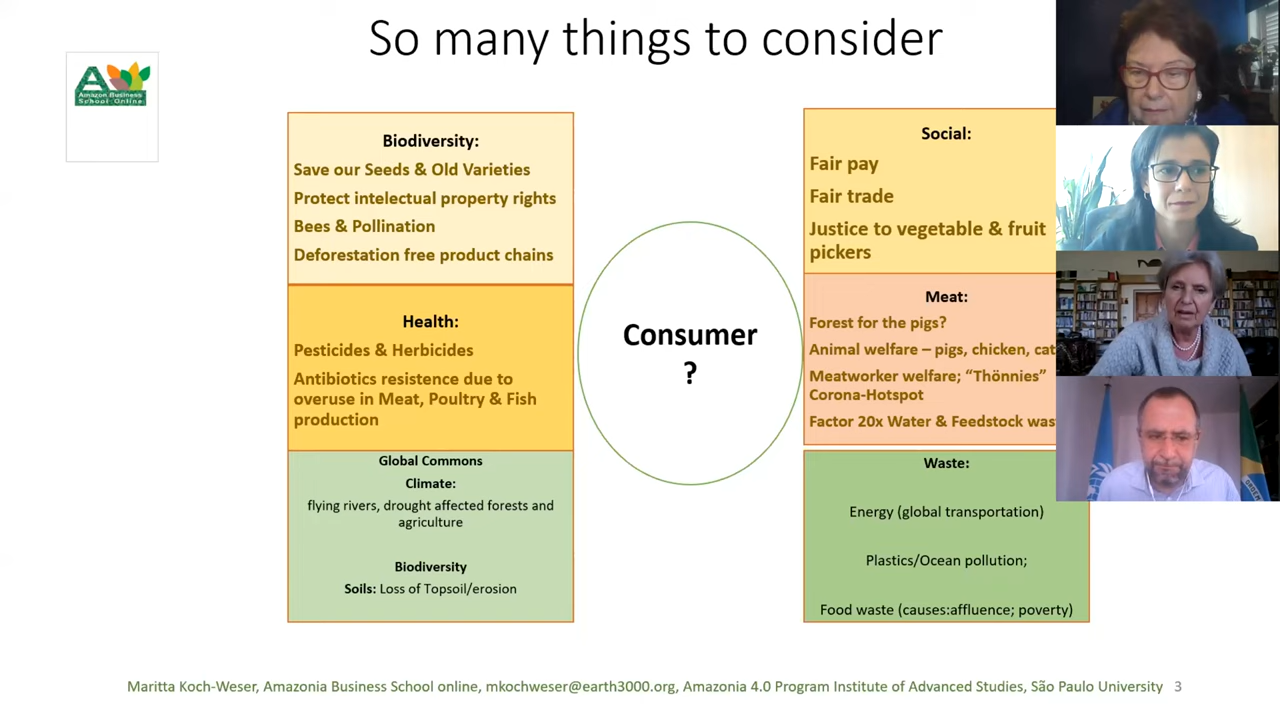 So many things to consider
Amazon Business
School Online
Biodiversity:
Save our Seeds & Old Varieties
Protect intelectual property rights
Bees & Pollination
Deforestation free product chains
Health:
Pesticides & Herbicides
Antibiotics resistence due to
overuse in Meat, Poultry & Fish
production
Global Commons
Climate:
flying rivers, drought affected forests and
agriculture
Biodiversity
Soils: Loss of Topsoil/erosion
Consumer
?
Social:
Fair pay
Fair trade
Justice to vegetable & fruit
pickers
Meat:
Forest for the pigs?
Animal welfare – pigs, chicken, cat
Meatworker welfare; “Thönnies”
Corona-Hotspot
Factor 20x Water & Feedstock was
Waste:
Energy (global transportation)
Plastics/Ocean pollution;
Food waste (causes:affluence; poverty)
Maritta Koch-Weser, Amazonia Business School online, mkochweser@earth3000.org, Amazonia 4.0 Program Institute of Advanced Studies, São Paulo University 3